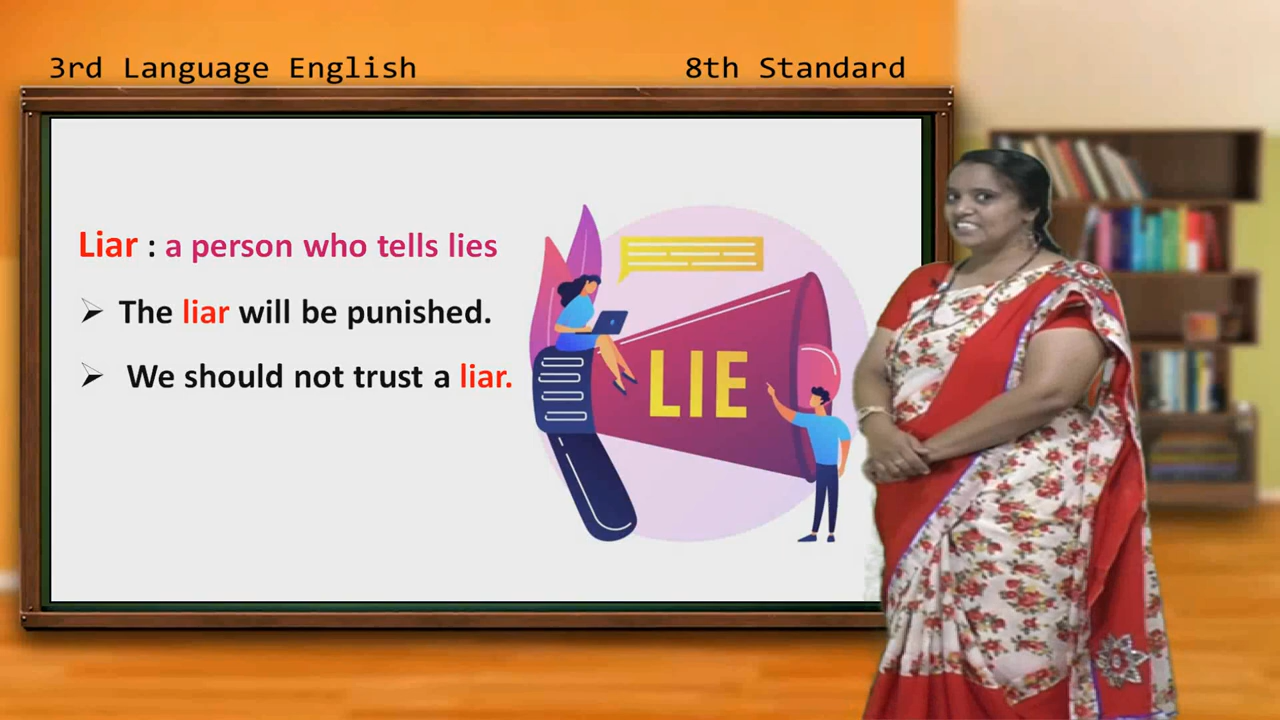 3rd Language English 8th Standard
Liar : a person who tells lies
➢ The liar will be punished.
➢ We should not trust a liar.
LIE